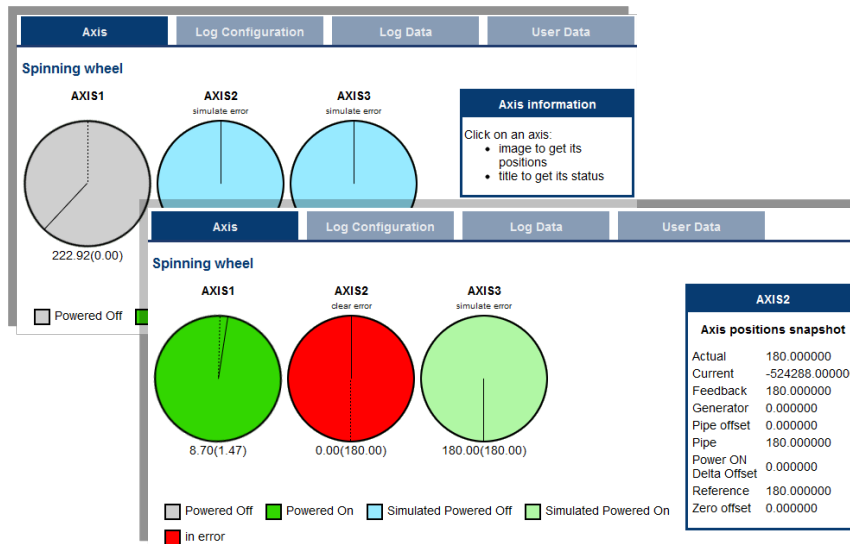 Axis Log Configuration Log Data User Data
Spinning wheel
AXIS1 AXIS2 AXIS3
simulate error simulate error
Axis information
Click on an axis:
• image to get its
positions
• title to get its status
222.92(0.00)
Powered Off
Axis Log Configuration Log Data User Data
Spinning wheel
AXIS1 AXIS2 AXIS3
clear error simulate error
8.70(1.47) 0.00(180.00) 180.00(180.00)
Powered Off Powered On Simulated Powered Off Simulated Powered On
in error
AXIS2
Axis positions snapshot
Actual 180.000000
Current -524288.00000
Feedback 180.000000
Generator 0.000000
Pipe offset 0.000000
Pipe 180.000000
Power ON
Delta Offset 0.000000
Reference 180.000000
Zero offset 0.000000